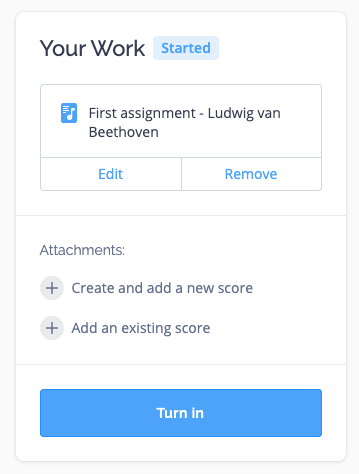 Your Work Started
First assignment - Ludwig van
Beethoven
Edit Remove
Attachments:
Create and add a new score
Add an existing score
Turn in